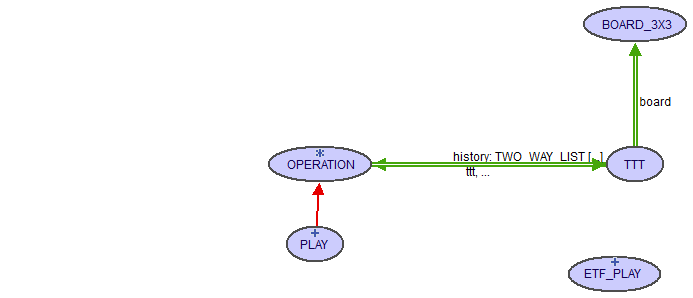 BOARD_3X3
board
*
OPERATION
history: TWO_WAY_LIST [..]
ttt, ...
TTT
+
PLAY
+
ETF_PLAY